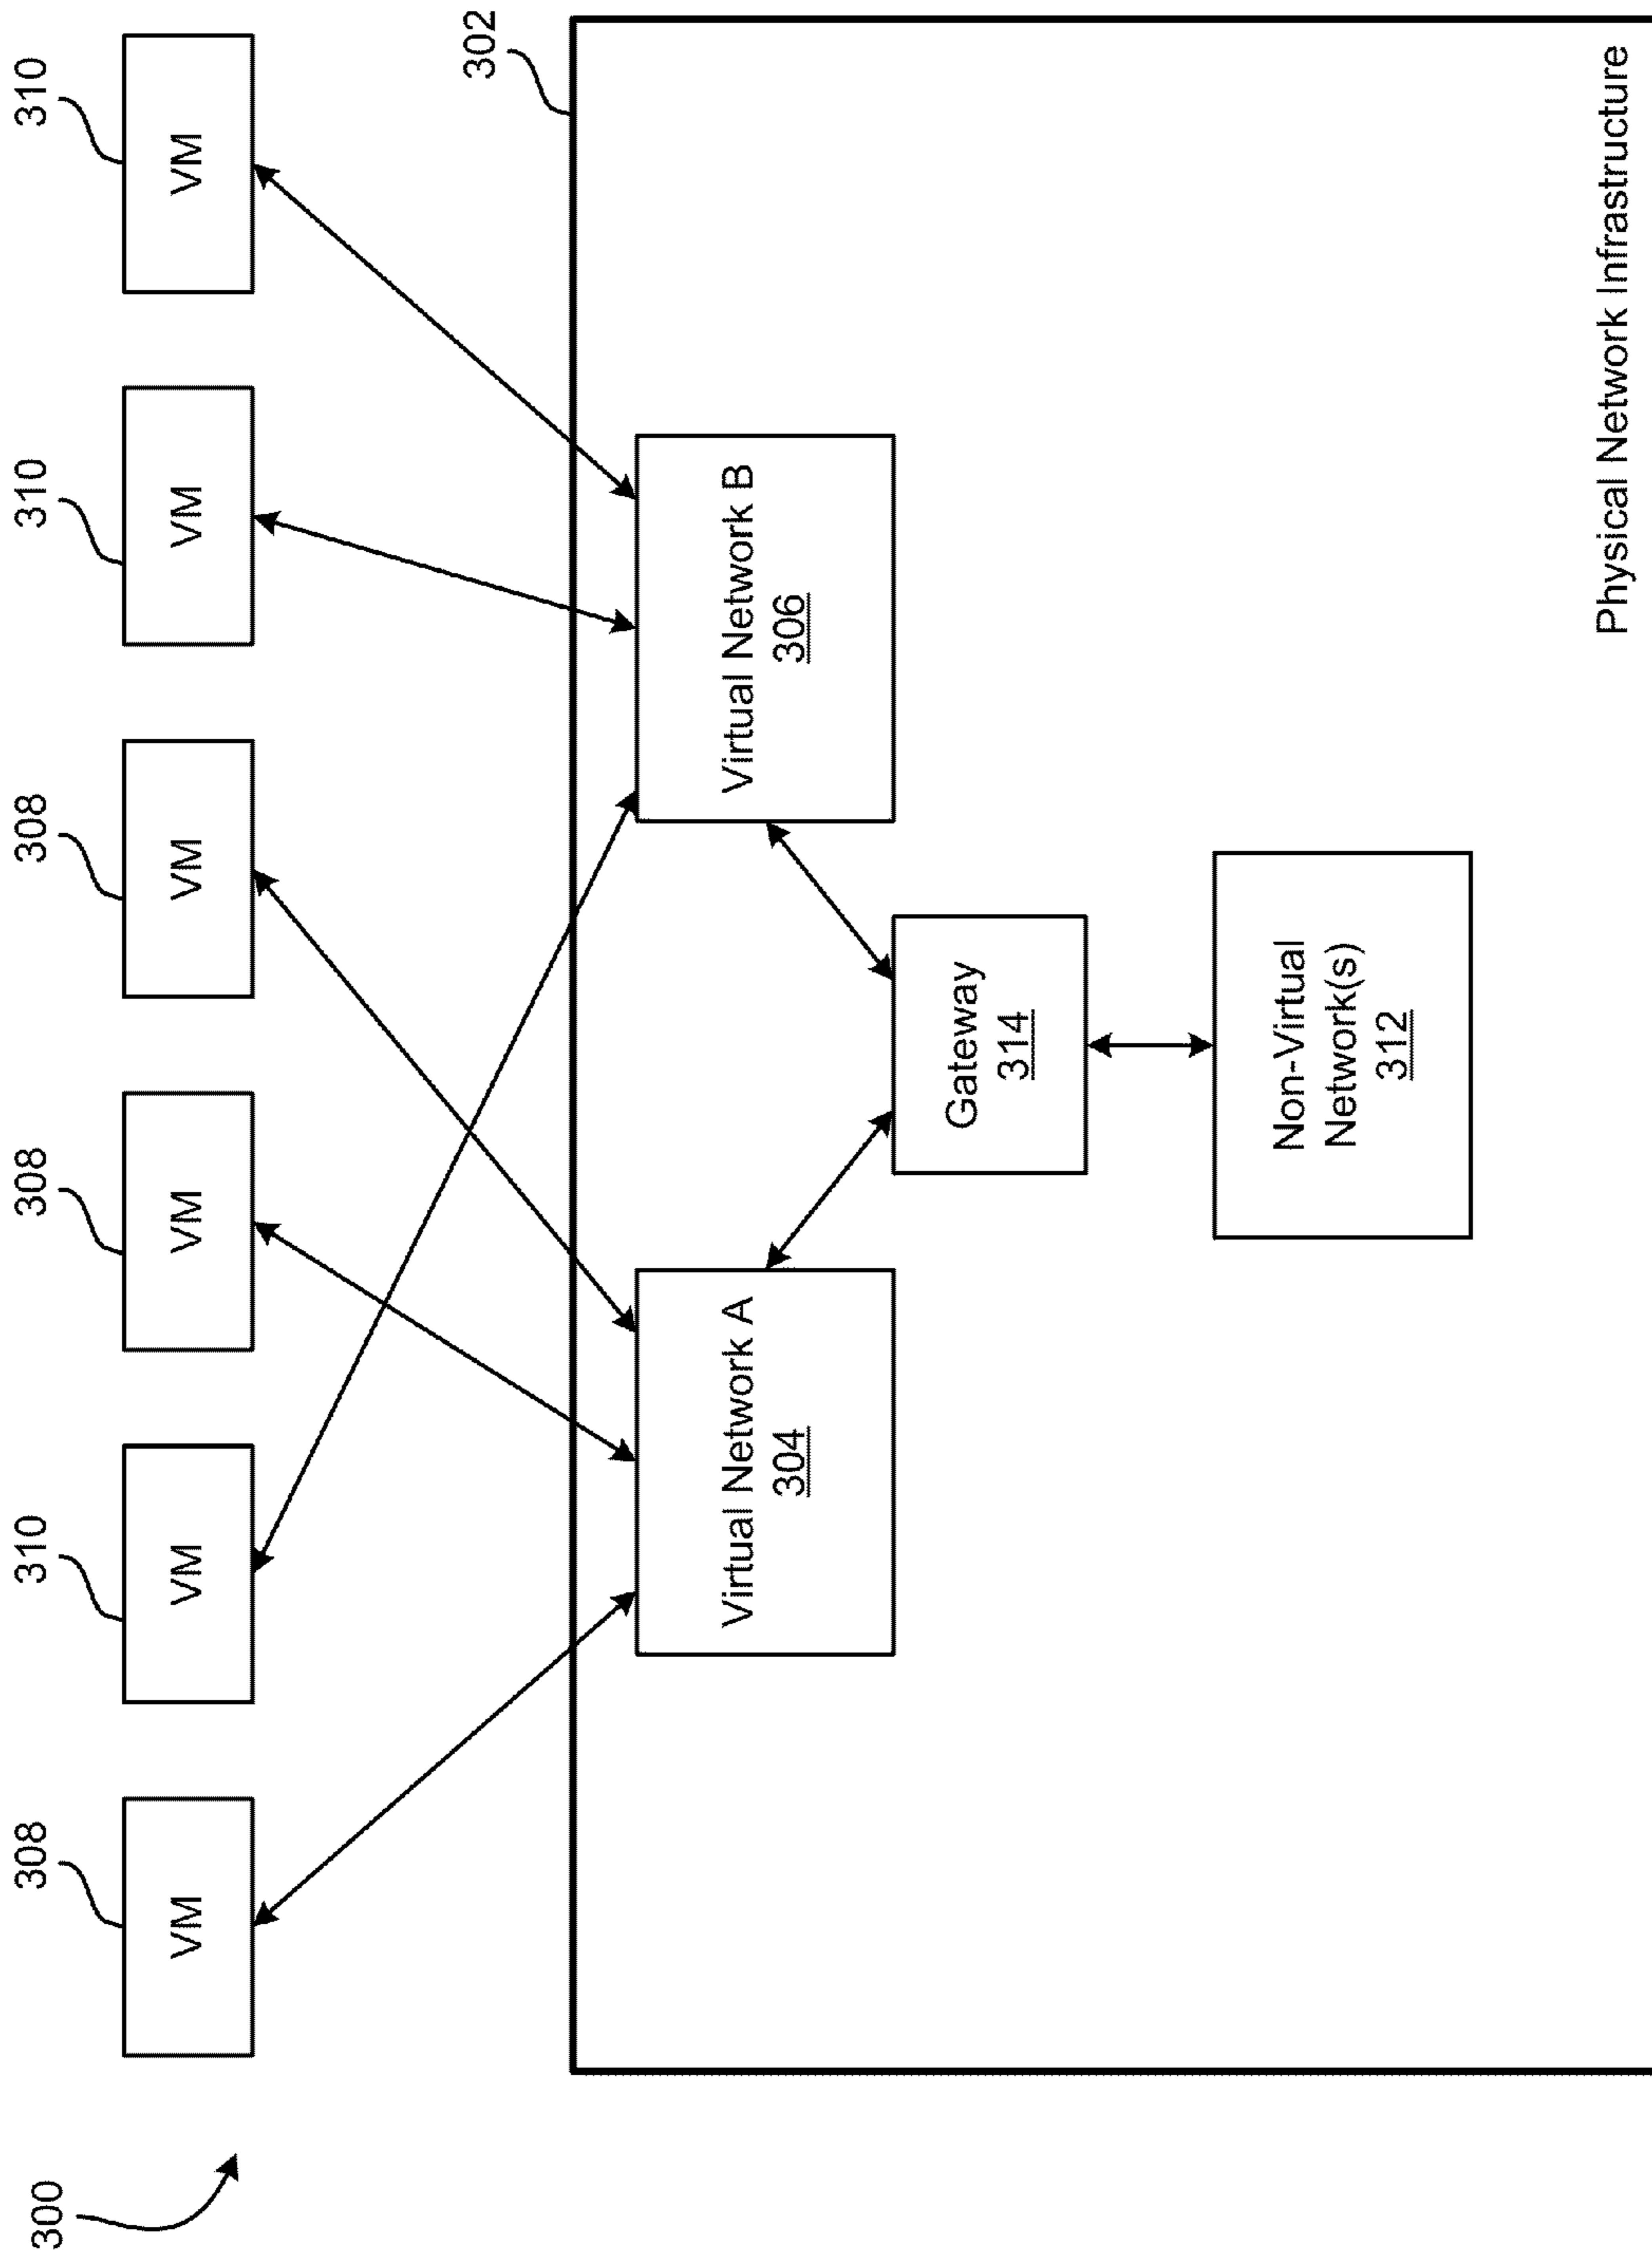 300
308
310
308
308
310
310
VM
VM
VM
VM
VM
VM
302
Virtual Network A
304
Virtual Network B
306
Gateway
314
Non-Virtual
Network(s)
312
Physical Network Infrastructure